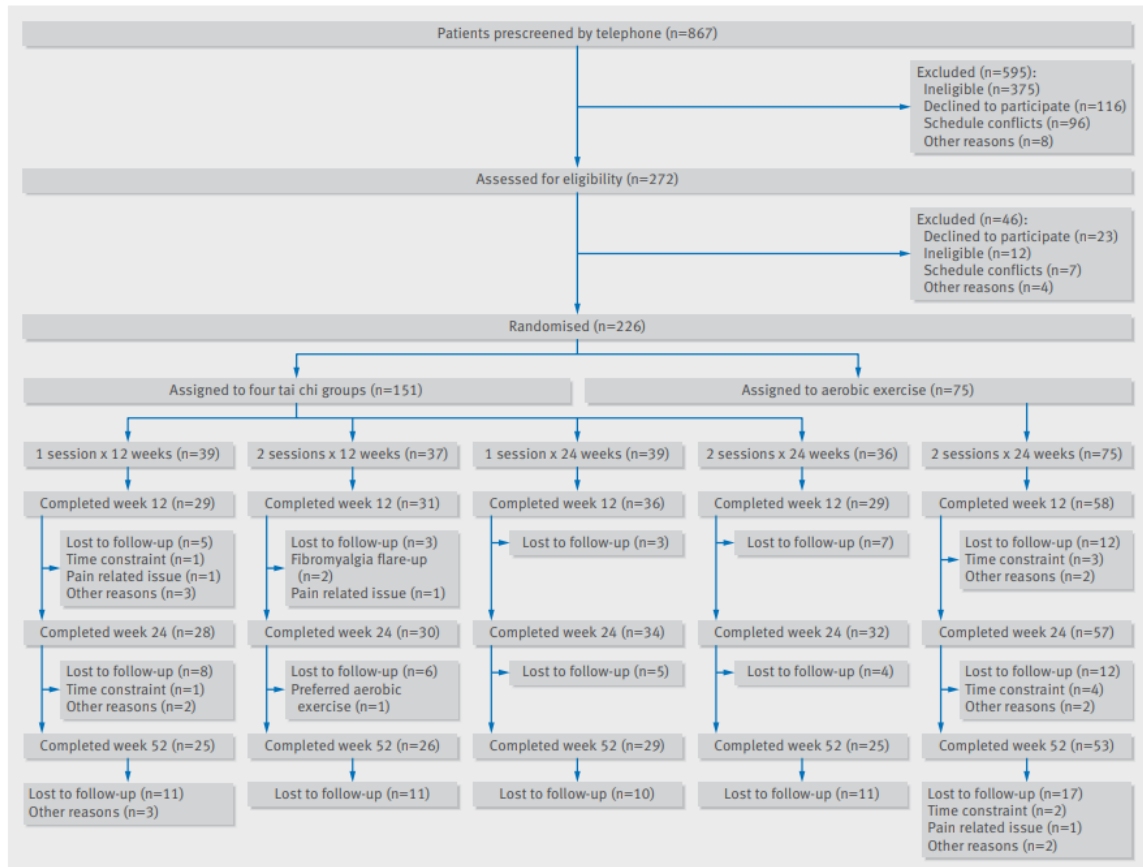 Patients prescreened by telephone (n=867)
Excluded (n=595):
Ineligible (n=375)
Declined to participate (n=116)
Schedule conflicts (n=96)
Other reasons (n=8)
Assessed for eligibility (n=272)
Excluded (n=46):
Declined to participate (n=23)
Ineligible (n=12)
Schedule conflicts (n=7)
Other reasons (n=4)
Randomised (n=226)
Assigned to four tai chi groups (n=151)
Assigned to aerobic exercise (n=75)
1 session x 12 weeks (n=39)
2 sessions x 12 weeks (n=37)
1 session x 24 weeks (n=39)
2 sessions x 24 weeks (n=36)
2 sessions x 24 weeks (n=75)
Completed week 12 (n=29)
Completed week 12 (n=31)
Completed week 12 (n=36)
Completed week 12 (n=29)
Completed week 12 (n=58)
Lost to follow-up (n=5)
Time constraint (n=1)
Pain related issue (n=1)
Other reasons (n=3)
Lost to follow-up (n=3)
Fibromyalgia flare-up
(n=2)
Pain related issue (n=1)
Lost to follow-up (n=3)
Lost to follow-up (n=7)
Lost to follow-up (n=12)
Time constraint (n=3)
Other reasons (n=2)
Completed week 24 (n=28)
Completed week 24 (n=30)
Completed week 24 (n=34)
Completed week 24 (n=32)
Completed week 24 (n=57)
Lost to follow-up (n=8)
Time constraint (n=1)
Other reasons (n=2)
Lost to follow-up (n=6)
Preferred aerobic
exercise (n=1)
Lost to follow-up (n=5)
Lost to follow-up (n=4)
Lost to follow-up (n=12)
Time constraint (n=4)
Other reasons (n=2)
Completed week 52 (n=25)
Completed week 52 (n=26)
Completed week 52 (n=29)
Completed week 52 (n=25)
Completed week 52 (n=53)
Lost to follow-up (n=11)
Other reasons (n=3)
Lost to follow-up (n=11)
Lost to follow-up (n=10)
Lost to follow-up (n=11)
Lost to follow-up (n=17)
Time constraint (n=2)
Pain related issue (n=1)
Other reasons (n=2)